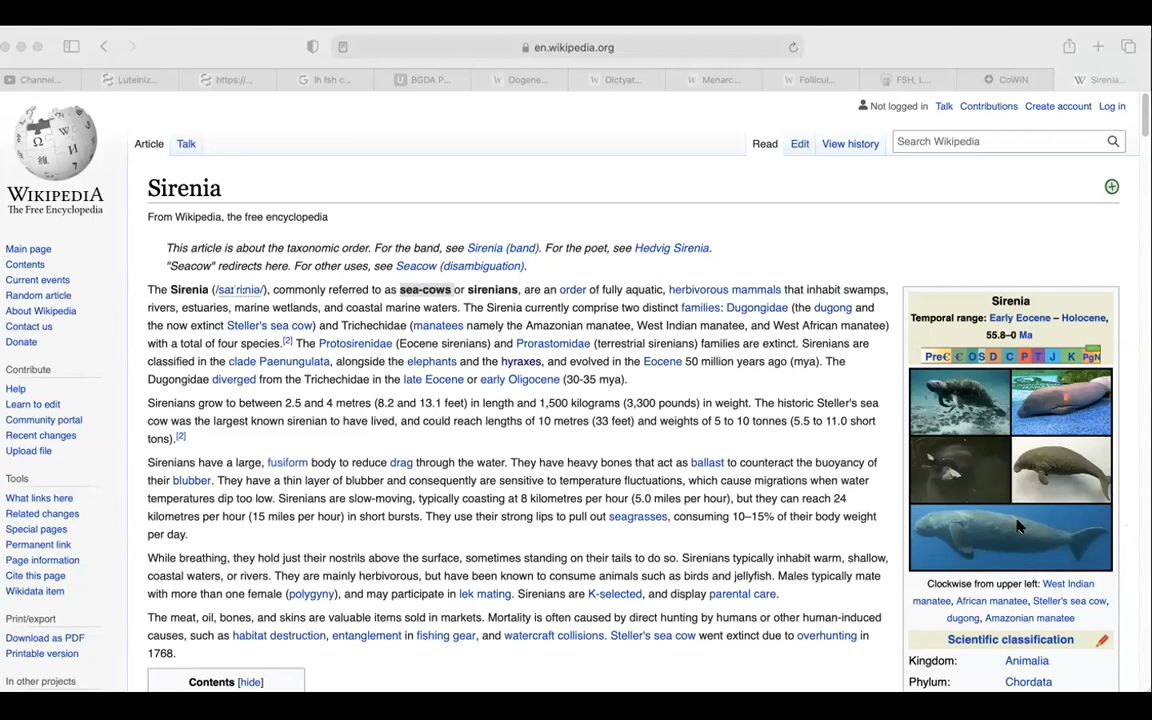 en.wikipedia.org
Channel...
Luteiniz...
https://...
lh fsh c...
BGDA P...
Oogene...
Dictyat...
Menarc...
Follicul...
FSH, L...
CoWIN
Sirenia...
Not logged in Talk Contributions Create account Log in
Article Talk
Read Edit View history
Search Wikipedia
WIKIPEDIA
The Free Encyclopedia
Main page
Contents
Current events
Random article
About Wikipedia
Contact us
Donate
Contribute
Help
Learn to edit
Community portal
Recent changes
Upload file
Tools
What links here
Related changes
Special pages
Permanent link
Page information
Cite this page
Wikidata item
Print/export
Download as PDF
Printable version
In other projects
Sirenia
From Wikipedia, the free encyclopedia
This article is about the taxonomic order. For the band, see Sirenia (band). For the poet, see Hedvig Sirenia.
"Seacow" redirects here. For other uses, see Seacow (disambiguation).
The Sirenia (/saɪˈriːniə/), commonly referred to as sea-cows or sirenians, are an order of fully aquatic, herbivorous mammals that inhabit swamps,
rivers, estuaries, marine wetlands, and coastal marine waters. The Sirenia currently comprise two distinct families: Dugongidae (the dugong and
the now extinct Steller's sea cow) and Trichechidae (manatees namely the Amazonian manatee, West Indian manatee, and West African manatee)
with a total of four species.[2] The Protosirenidae (Eocene sirenians) and Prorastomidae (terrestrial sirenians) families are extinct. Sirenians are
classified in the clade Paenungulata, alongside the elephants and the hyraxes, and evolved in the Eocene 50 million years ago (mya). The
Dugongidae diverged from the Trichechidae in the late Eocene or early Oligocene (30-35 mya).
Sirenians grow to between 2.5 and 4 metres (8.2 and 13.1 feet) in length and 1,500 kilograms (3,300 pounds) in weight. The historic Steller's sea
cow was the largest known sirenian to have lived, and could reach lengths of 10 metres (33 feet) and weights of 5 to 10 tonnes (5.5 to 11.0 short
tons).[2]
Sirenians have a large, fusiform body to reduce drag through the water. They have heavy bones that act as ballast to counteract the buoyancy of
their blubber. They have a thin layer of blubber and consequently are sensitive to temperature fluctuations, which cause migrations when water
temperatures dip too low. Sirenians are slow-moving, typically coasting at 8 kilometres per hour (5.0 miles per hour), but they can reach 24
kilometres per hour (15 miles per hour) in short bursts. They use their strong lips to pull out seagrasses, consuming 10–15% of their body weight
per day.
While breathing, they hold just their nostrils above the surface, sometimes standing on their tails to do so. Sirenians typically inhabit warm, shallow,
coastal waters, or rivers. They are mainly herbivorous, but have been known to consume animals such as birds and jellyfish. Males typically mate
with more than one female (polygyny), and may participate in lek mating. Sirenians are K-selected, and display parental care.
The meat, oil, bones, and skins are valuable items sold in markets. Mortality is often caused by direct hunting by humans or other human-induced
causes, such as habitat destruction, entanglement in fishing gear, and watercraft collisions. Steller's sea cow went extinct due to overhunting in
1768.
Contents [hide]
Sirenia
Temporal range: Early Eocene – Holocene,
55.8–0 Ma
PreЄ Є O S D C P T J K PgN
Clockwise from upper left: West Indian
manatee, African manatee, Steller's sea cow,
dugong, Amazonian manatee
Scientific classification
Kingdom: Animalia
Phylum: Chordata